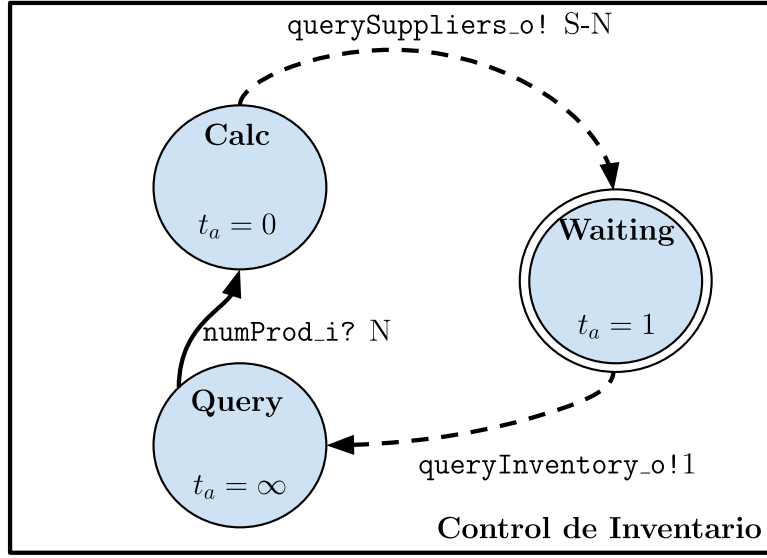 querySuppliers_o! S-N
Calc
t_a = 0
Waiting
t_a = 1
numProd_i? N
Query
t_a = ∞
queryInventory_o!1
Control de Inventario